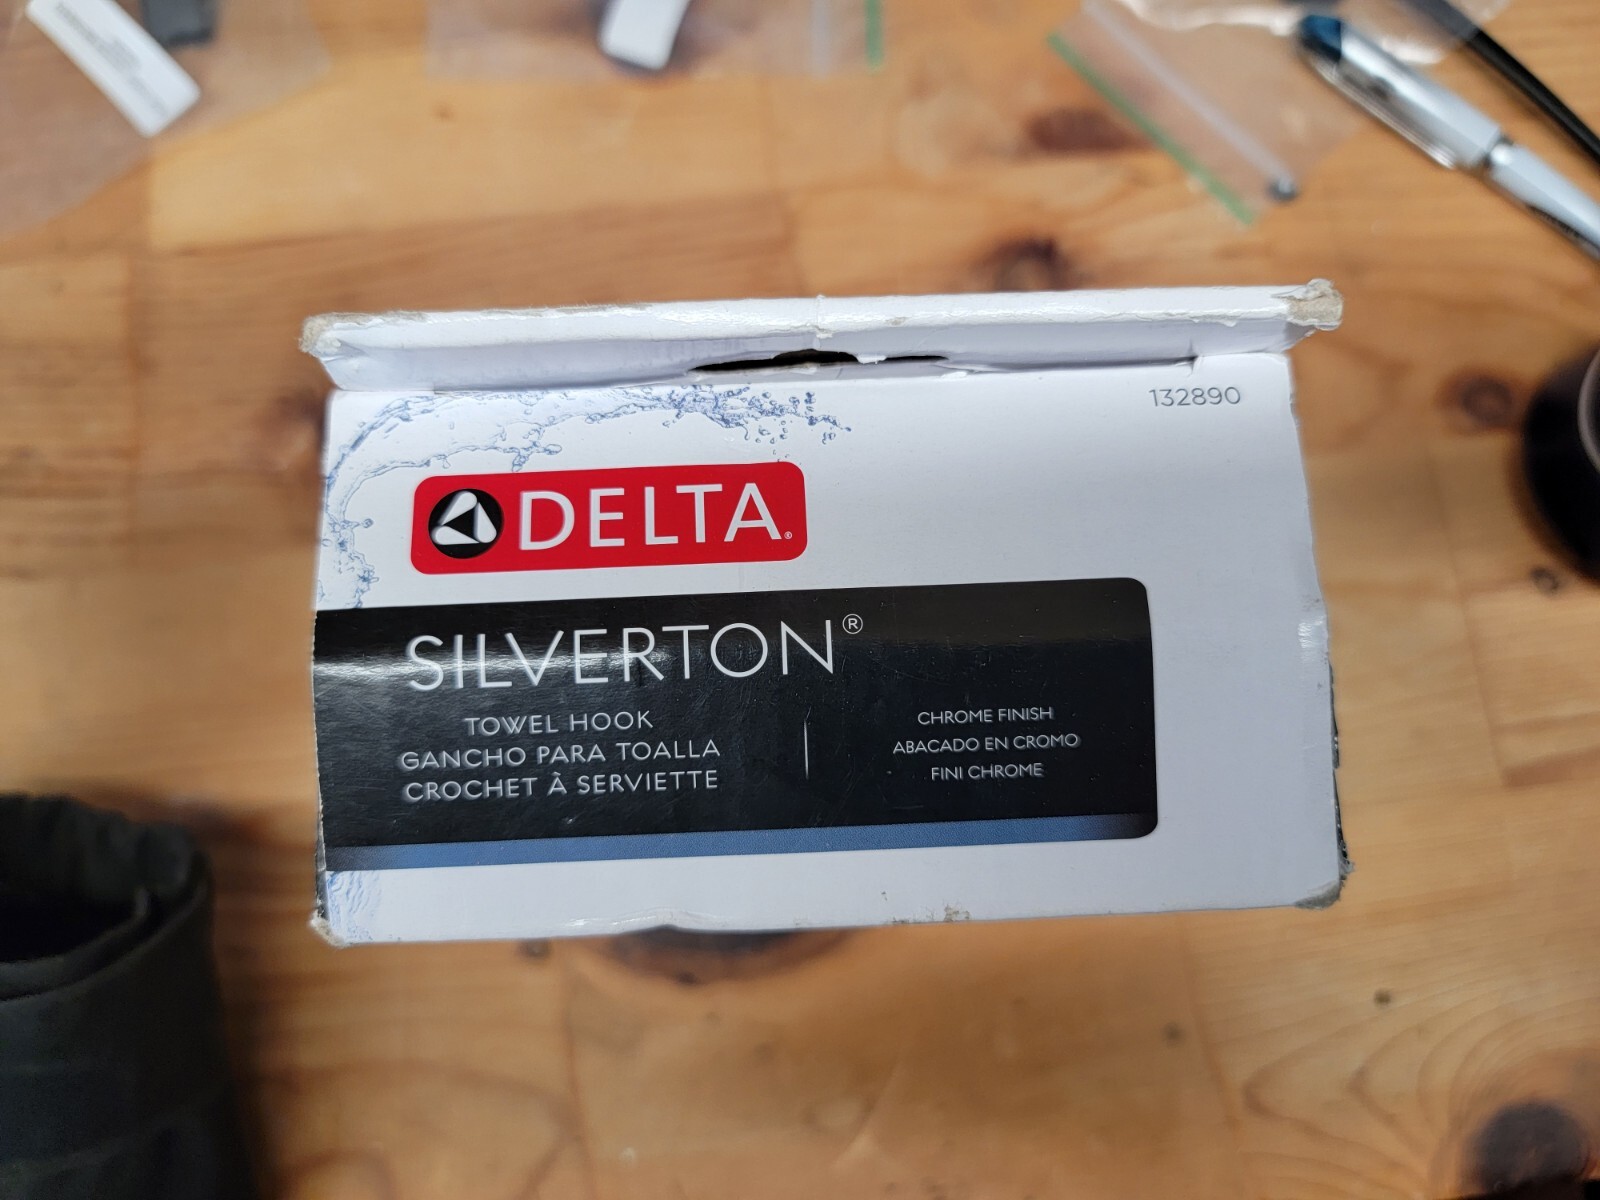 132890
DELTA®
SILVERTON®
TOWEL HOOK
GANCHO PARA TOALLA
CROCHET À SERVIETTE
CHROME FINISH
ABACADO EN CROMO
FINI CHROME